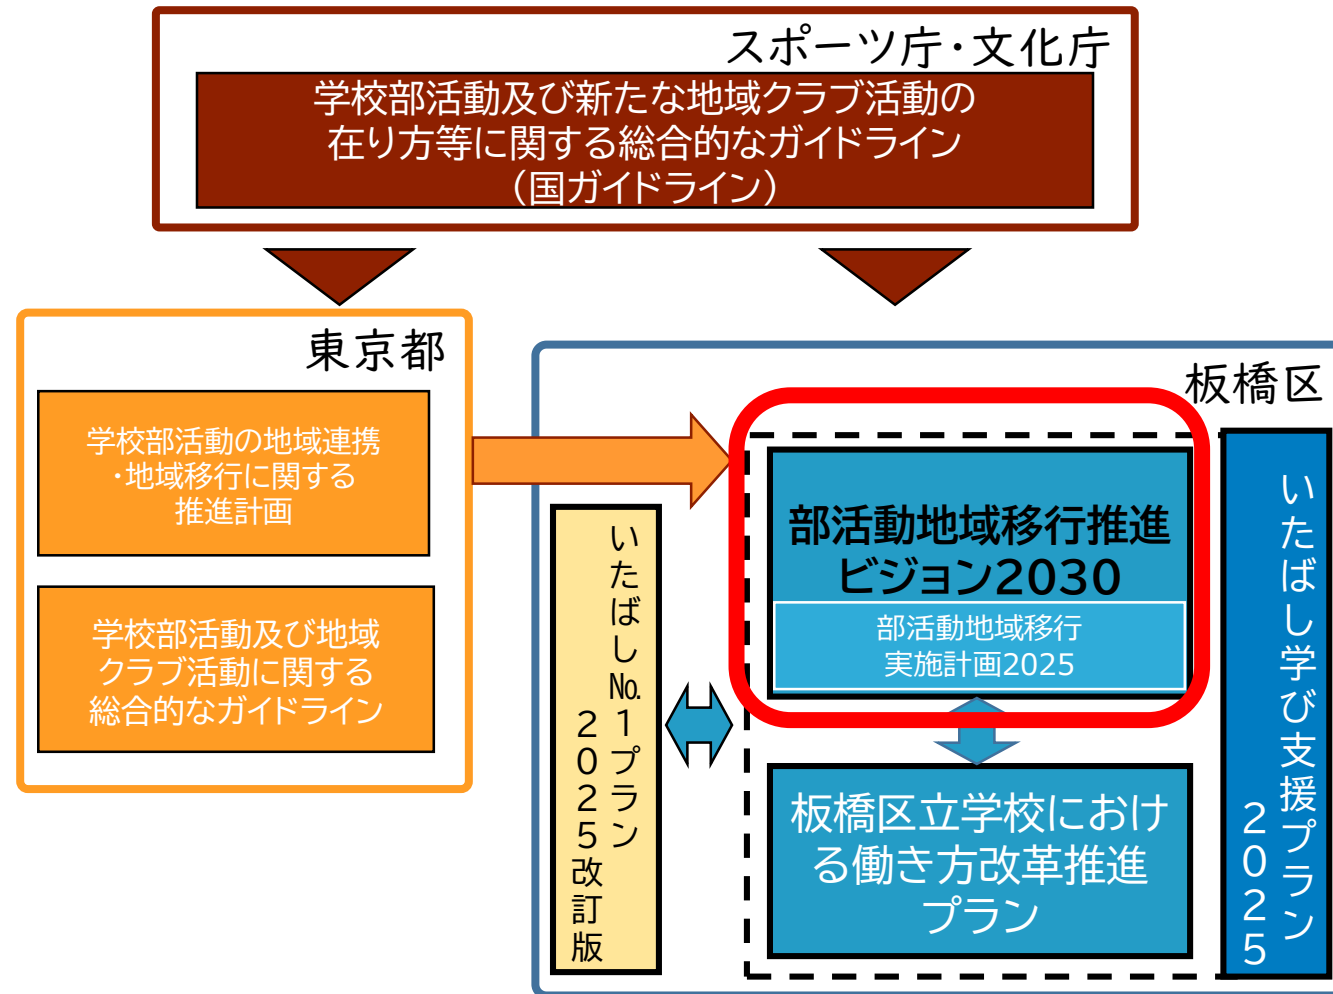 スポーツ庁・文化庁
学校部活動及び新たな地域クラブ活動の
在り方等に関する総合的なガイドライン
（国ガイドライン）
東京都
学校部活動の地域連携
・地域移行に関する
推進計画
学校部活動及び地域
クラブ活動に関する
総合的なガイドライン
板橋区
いたばし№1プラン
2025改訂版
部活動地域移行推進
ビジョン2030
部活動地域移行
実施計画2025
板橋区立学校におけ
る働き方改革推進
プラン
いたばし学び支援プラン
2025